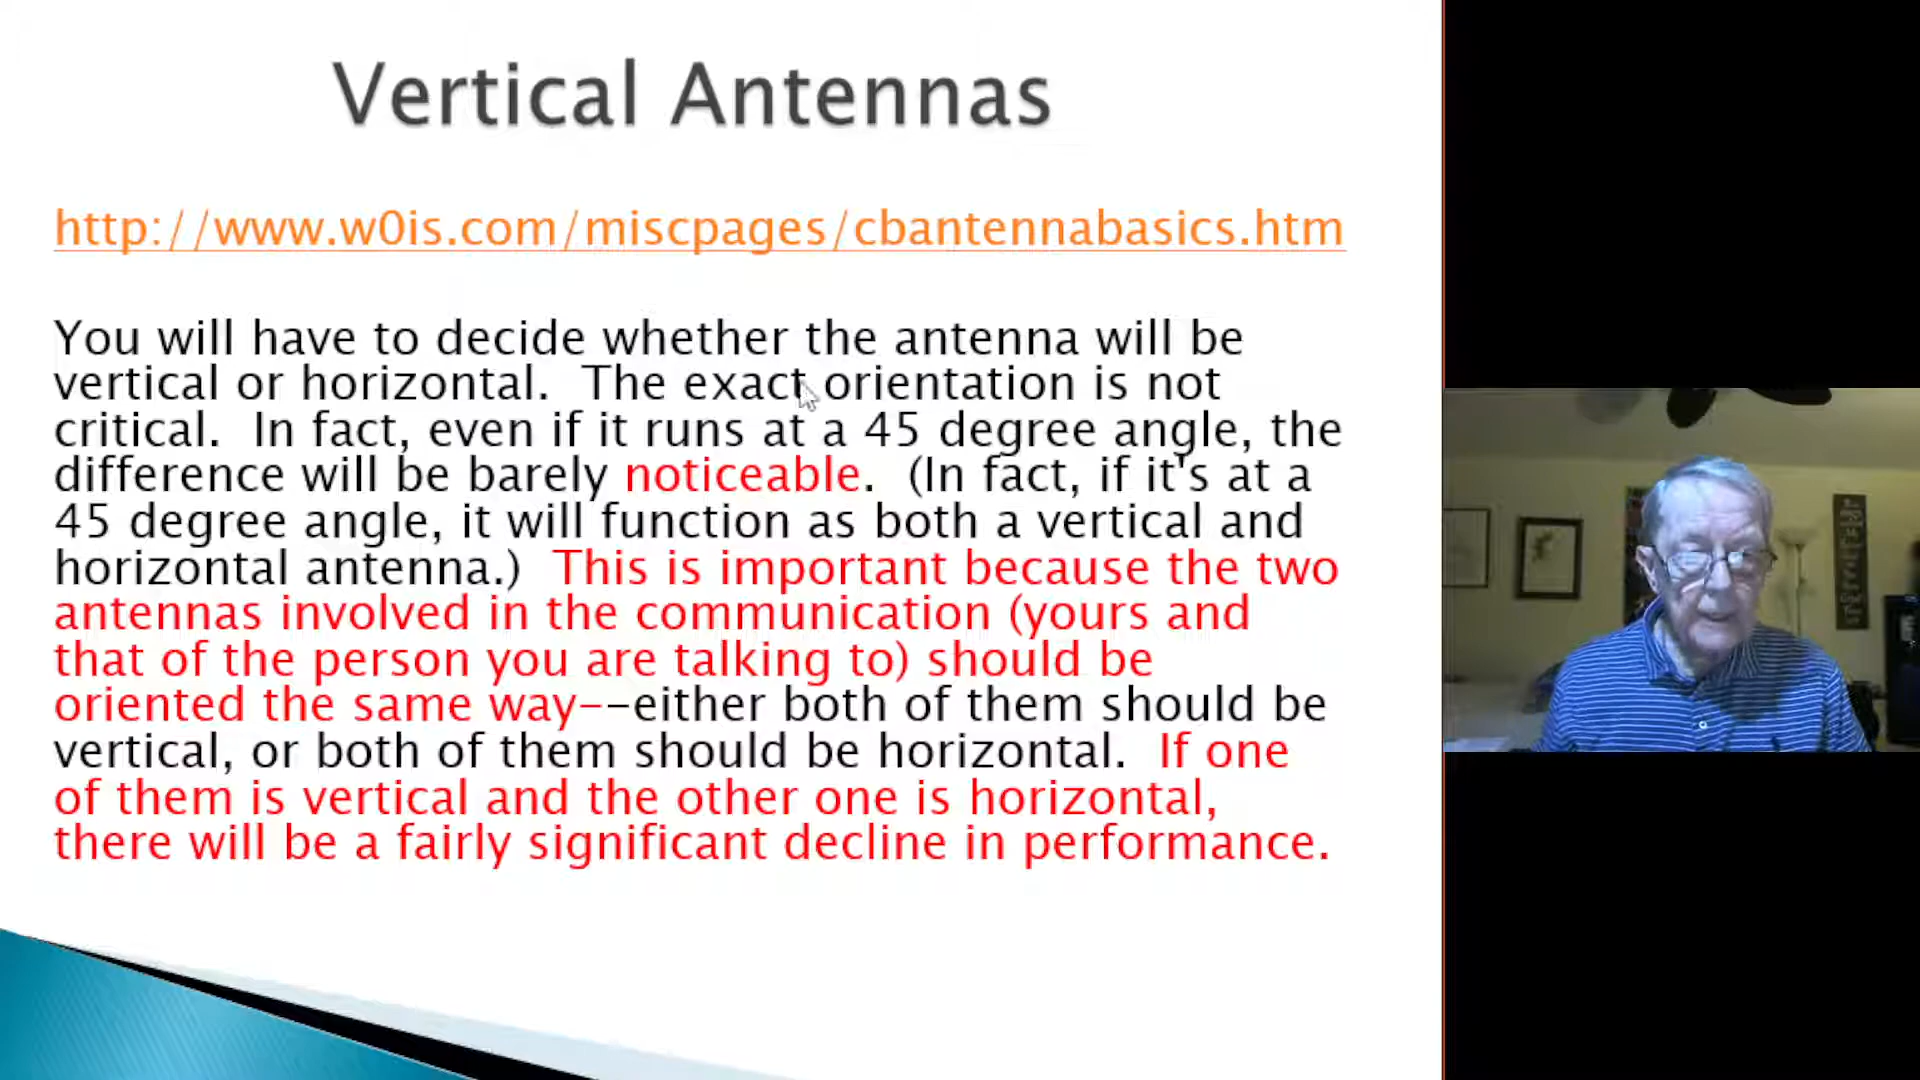 Vertical Antennas
http://www.w0is.com/miscpages/cbantennabasics.htm
You will have to decide whether the antenna will be
vertical or horizontal.  The exact orientation is not
critical.  In fact, even if it runs at a 45 degree angle, the
difference will be barely noticeable.  (In fact, if it's at a
45 degree angle, it will function as both a vertical and
horizontal antenna.)  This is important because the two
antennas involved in the communication (yours and
that of the person you are talking to) should be
oriented the same way--either both of them should be
vertical, or both of them should be horizontal.  If one
of them is vertical and the other one is horizontal,
there will be a fairly significant decline in performance.